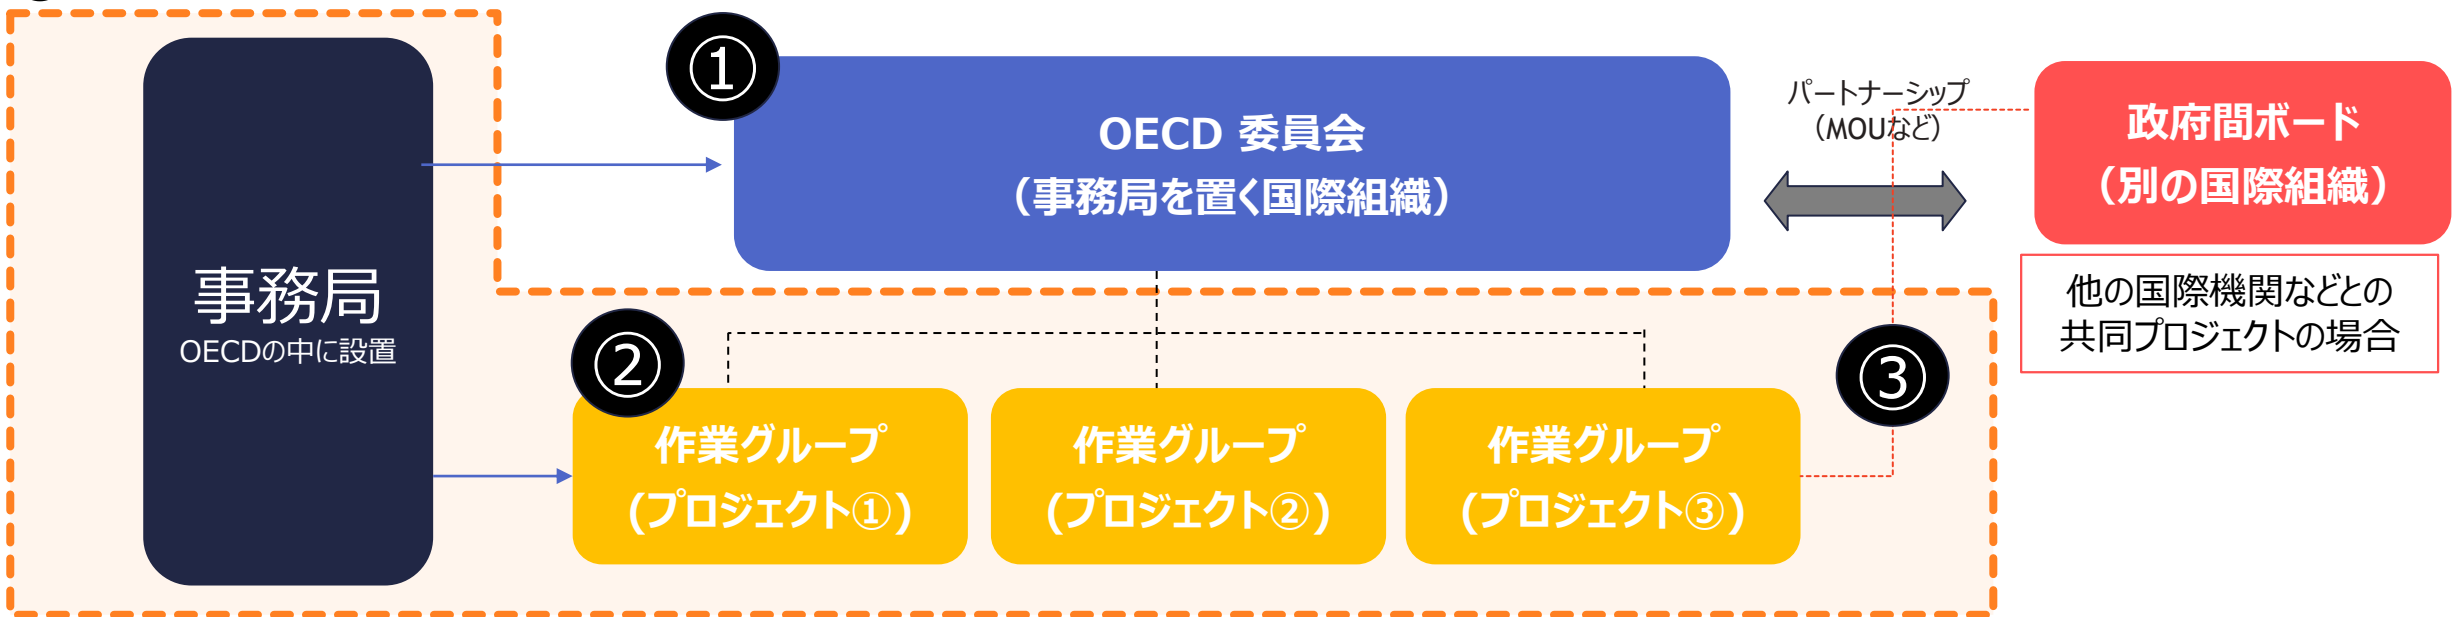 ①
OECD 委員会
（事務局を置く国際組織）
パートナーシップ
（MOUなど）
政府間ボード
（別の国際組織）
他の国際機関などとの
共同プロジェクトの場合
事務局
OECDの中に設置
②
③
作業グループ
(プロジェクト①)
作業グループ
(プロジェクト②)
作業グループ
(プロジェクト③)